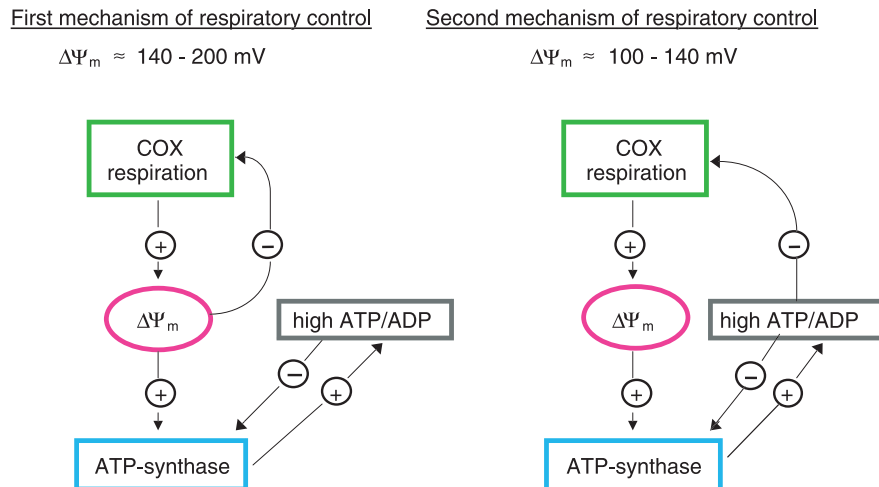 First mechanism of respiratory control
ΔΨm ≈ 140 - 200 mV
COX
respiration
+
−
ΔΨm
high ATP/ADP
−
+
+
ATP-synthase
Second mechanism of respiratory control
ΔΨm ≈ 100 - 140 mV
COX
respiration
+
−
ΔΨm
high ATP/ADP
−
+
+
ATP-synthase